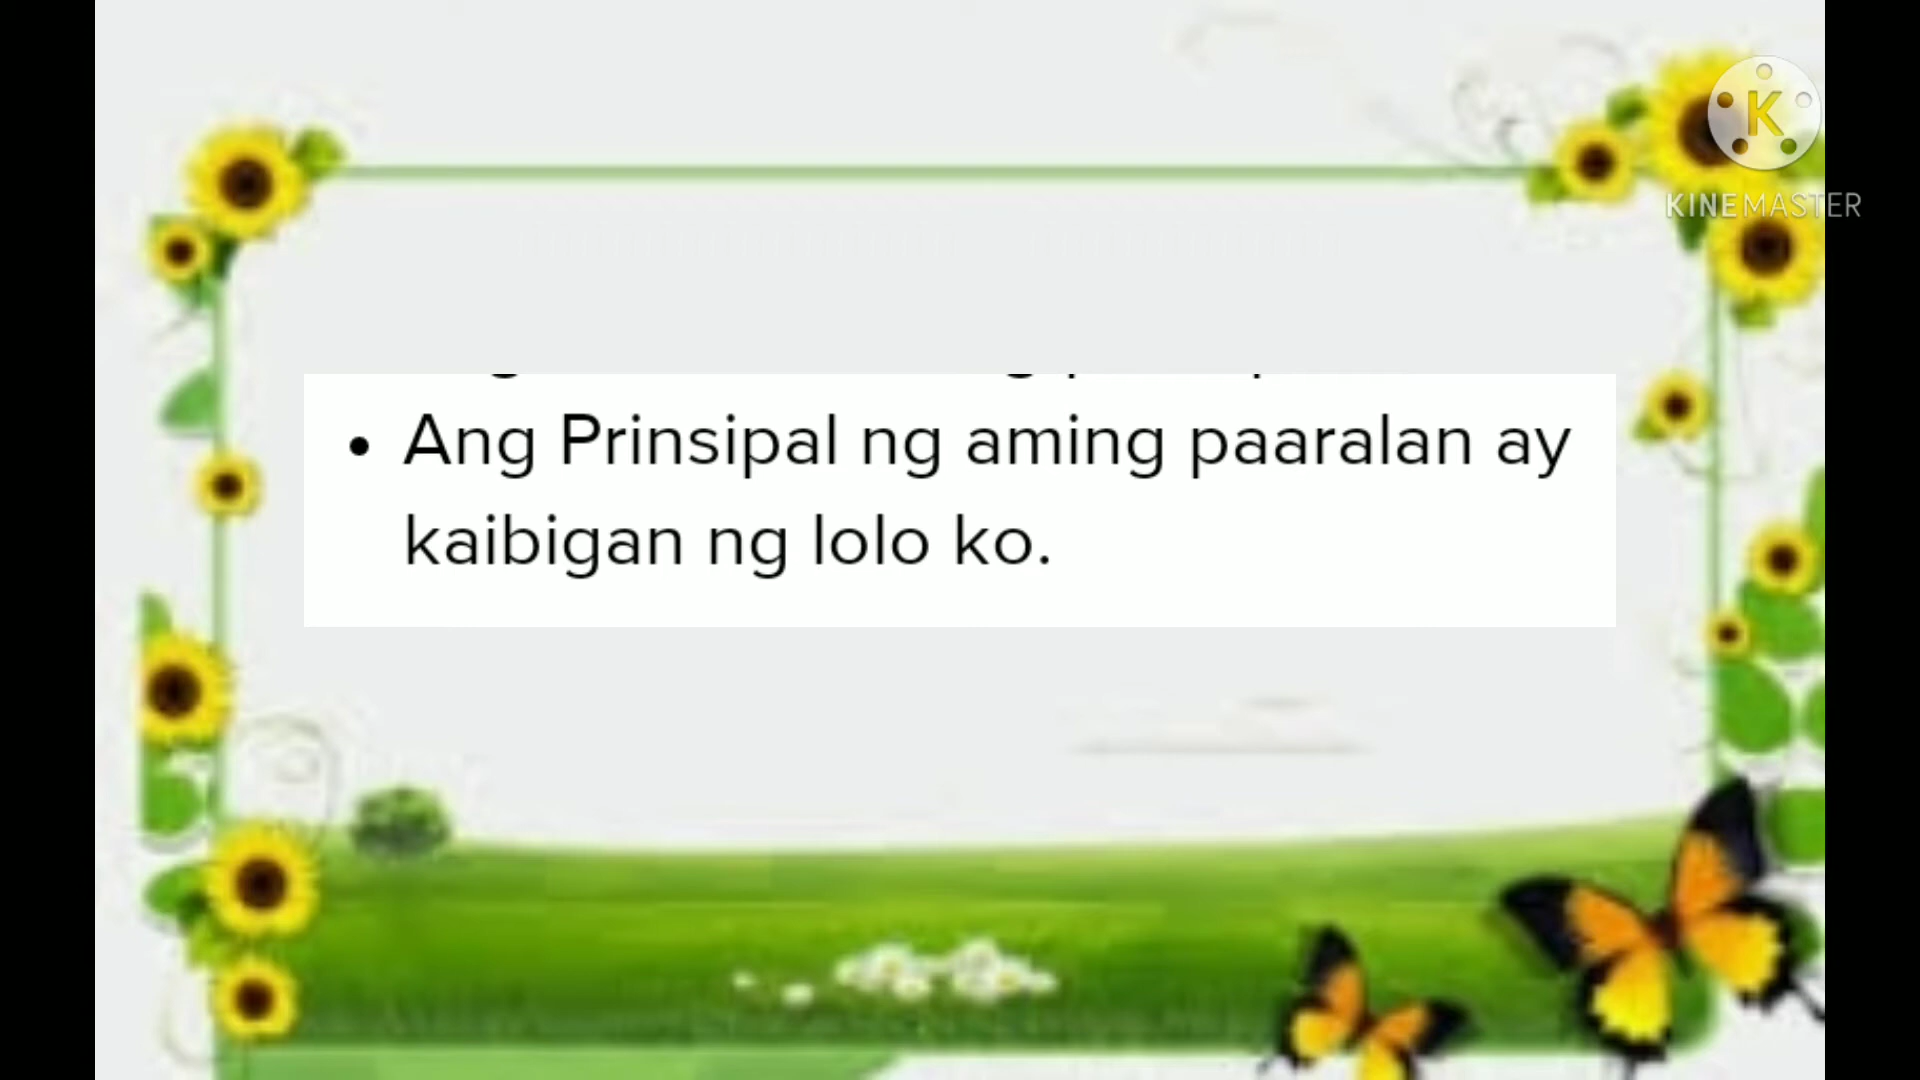 K
KINEMASTER
• Ang Prinsipal ng aming paaralan ay
kaibigan ng lolo ko.